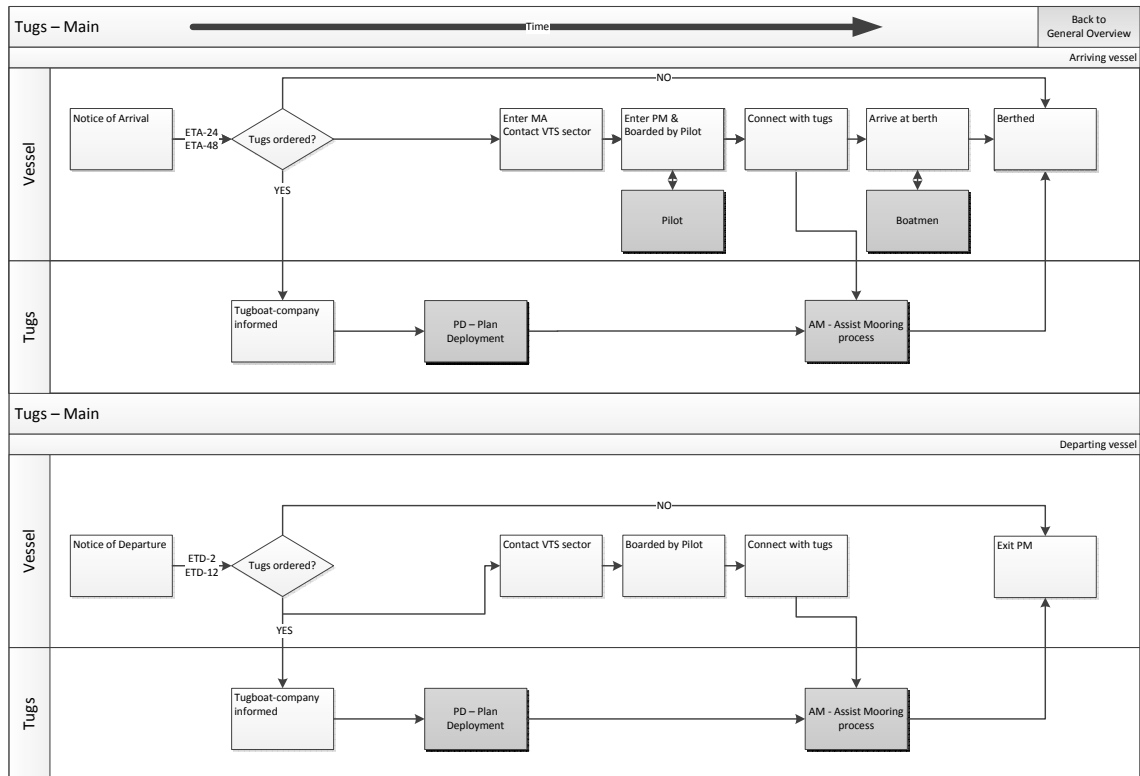 Tugs – Main
Time
Back to
General Overview
Arriving vessel
Vessel
Notice of Arrival
ETA-24
ETA-48
Tugs ordered?
NO
YES
Enter MA
Contact VTS sector
Enter PM &
Boarded by Pilot
Connect with tugs
Arrive at berth
Berthed
Pilot
Boatmen
Tugs
Tugboat-company
informed
PD – Plan
Deployment
AM - Assist Mooring
process
Tugs – Main
Departing vessel
Vessel
Notice of Departure
ETD-2
ETD-12
Tugs ordered?
NO
YES
Contact VTS sector
Boarded by Pilot
Connect with tugs
Exit PM
Tugs
Tugboat-company
informed
PD – Plan
Deployment
AM - Assist Mooring
process